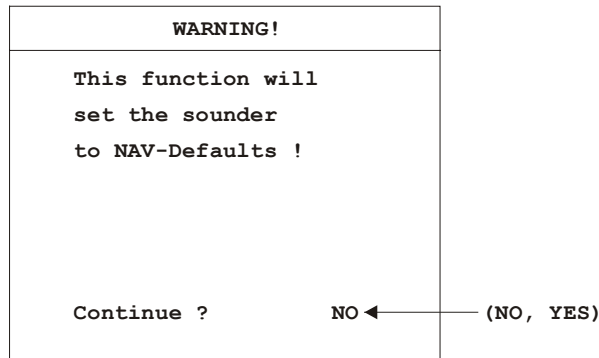 WARNING!
This function will
set the sounder
to NAV-Defaults !
Continue ? NO (NO, YES)